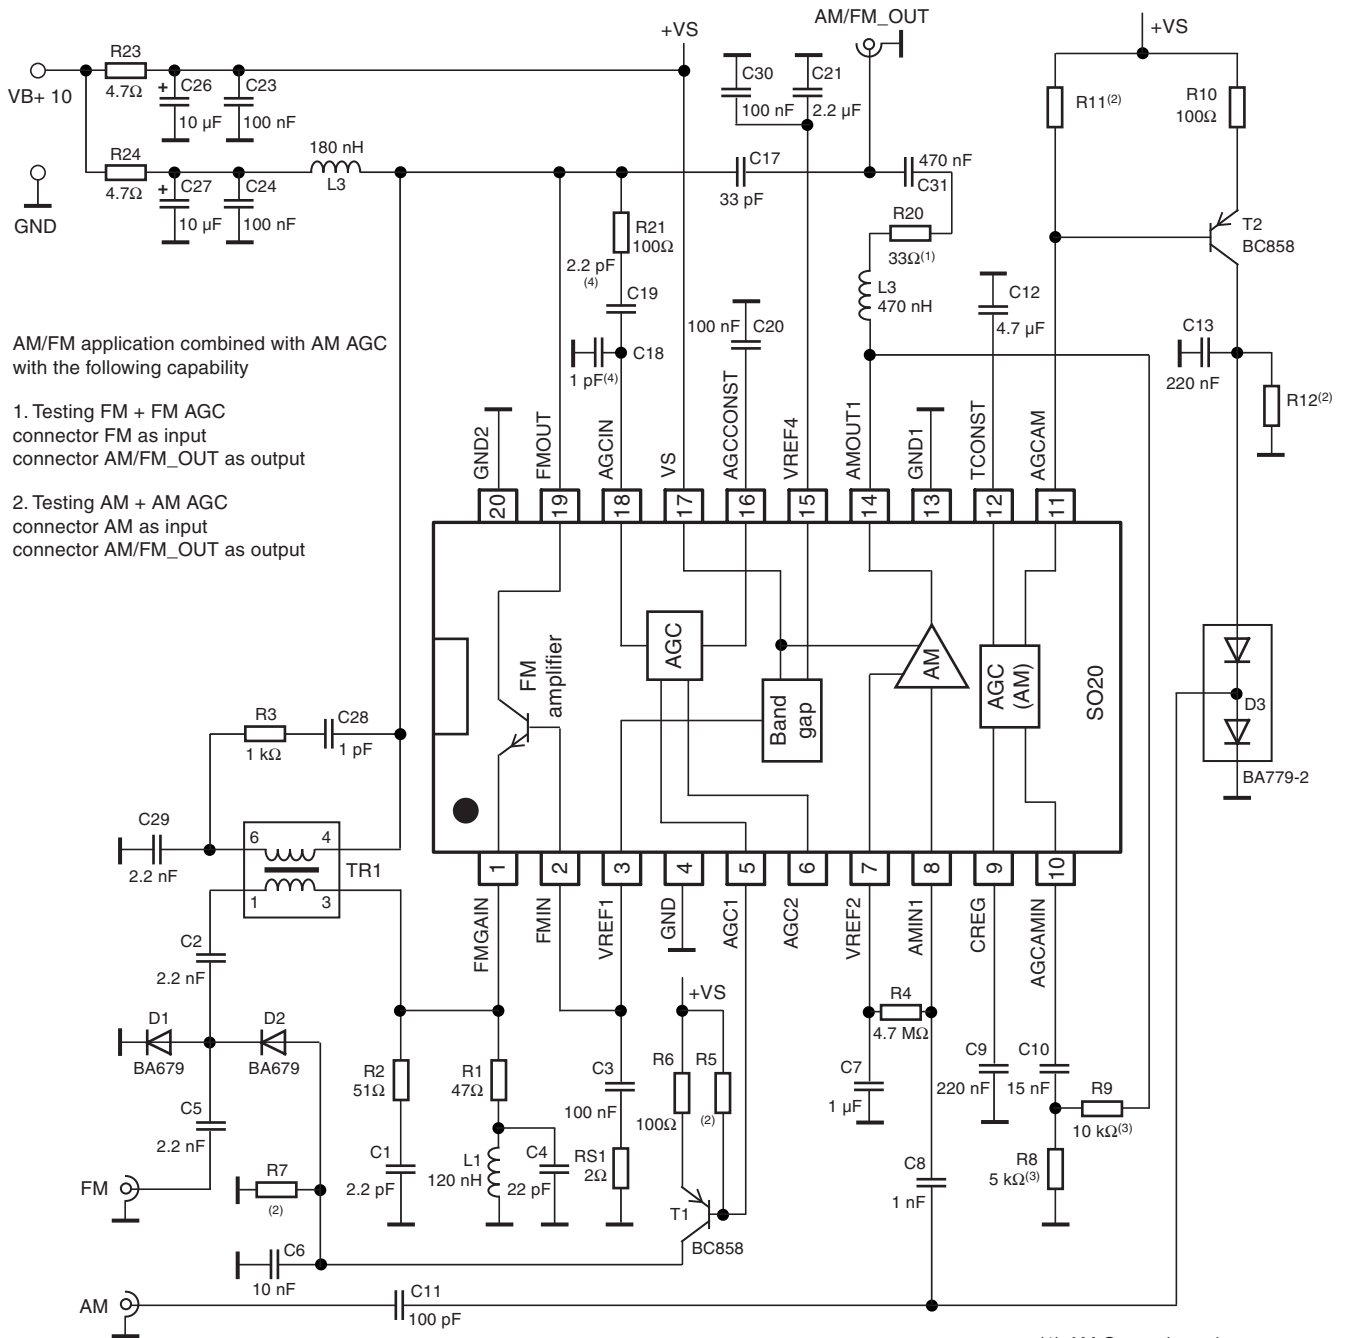 AM/FM_OUT
+VS
+VS
R23
4.7Ω
VB+ 10
+
C26
10 µF
C23
100 nF
C30
100 nF
C21
2.2 µF
R11(2)
R10
100Ω
R24
4.7Ω
+
C27
10 µF
C24
100 nF
180 nH
L3
GND
C17
33 pF
470 nF
C31
R20
33Ω(1)
R21
100Ω
2.2 pF
(4)
C19
T2
BC858
L3
470 nH
C12
4.7 µF
100 nF
C20
C18
1 pF(4)
C13
220 nF
R12(2)
AM/FM application combined with AM AGC
with the following capability
1. Testing FM + FM AGC
connector FM as input
connector AM/FM_OUT as output
2. Testing AM + AM AGC
connector AM as input
connector AM/FM_OUT as output
GND2
FMOUT
AGCIN
VS
AGCCONST
VREF4
AMOUT1
GND1
TCONST
AGCAM
20
19
18
17
16
15
14
13
12
11
FM
amplifier
AGC
Band
gap
AM
AGC
(AM)
SO20
D3
BA779-2
R3
1 kΩ
C28
1 pF
C29
2.2 nF
6
4
TR1
1
3
1
2
3
4
5
6
7
8
9
10
FMGAIN
FMIN
VREF1
GND
AGC1
AGC2
VREF2
AMIN1
CREG
AGCAMIN
C2
2.2 nF
D1
BA679
D2
BA679
C5
2.2 nF
R2
51Ω
R1
47Ω
C3
100 nF
+VS
R6
100Ω
R5
(2)
R4
4.7 MΩ
C7
1 µF
C9
220 nF
C10
15 nF
R9
10 kΩ(3)
R8
5 kΩ(3)
C1
2.2 pF
L1
120 nH
C4
22 pF
RS1
2Ω
C8
1 nF
FM
R7
(2)
T1
BC858
C6
10 nF
AM
C11
100 pF